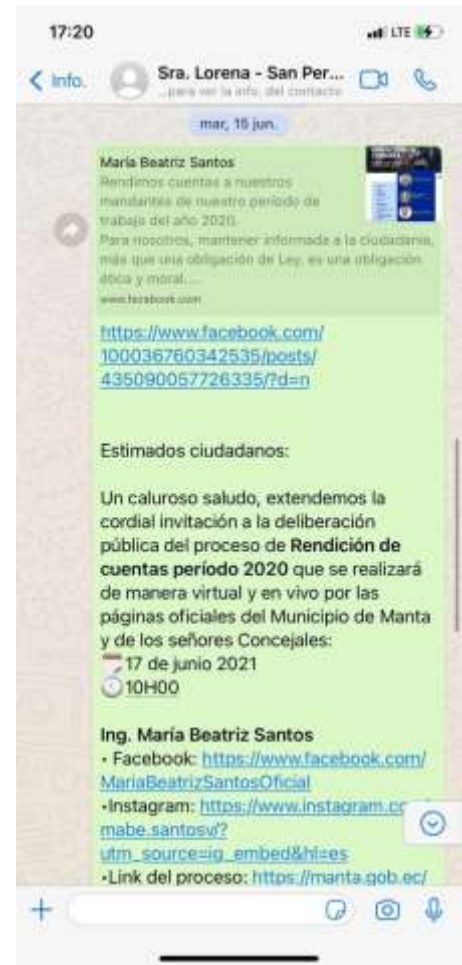 17:20
LTE
Info.
Sra. Lorena - San Per...
...para ver la info. del contacto
mar, 15 jun.
María Beatriz Santos
Rendimos cuentas a nuestros
mandantes de nuestro período de
trabajo del año 2020.
Para nosotros, mantener informada a la ciudadanía,
más que una obligación de Ley, es una obligación
ética y moral....
www.facebook.com
https://www.facebook.com/
100036760342535/posts/
435090057726335/?d=n
Estimados ciudadanos:
Un caluroso saludo, extendemos la
cordial invitación a la deliberación
pública del proceso de Rendición de
cuentas período 2020 que se realizará
de manera virtual y en vivo por las
páginas oficiales del Municipio de Manta
y de los señores Concejales:
17 de junio 2021
10H00
Ing. María Beatriz Santos
• Facebook: https://www.facebook.com/
MariaBeatrizSantosOficial
•Instagram: https://www.instagram.co
mabe.santosv/?
utm_source=ig_embed&hl=es
•Link del proceso: https://manta.gob.ec/